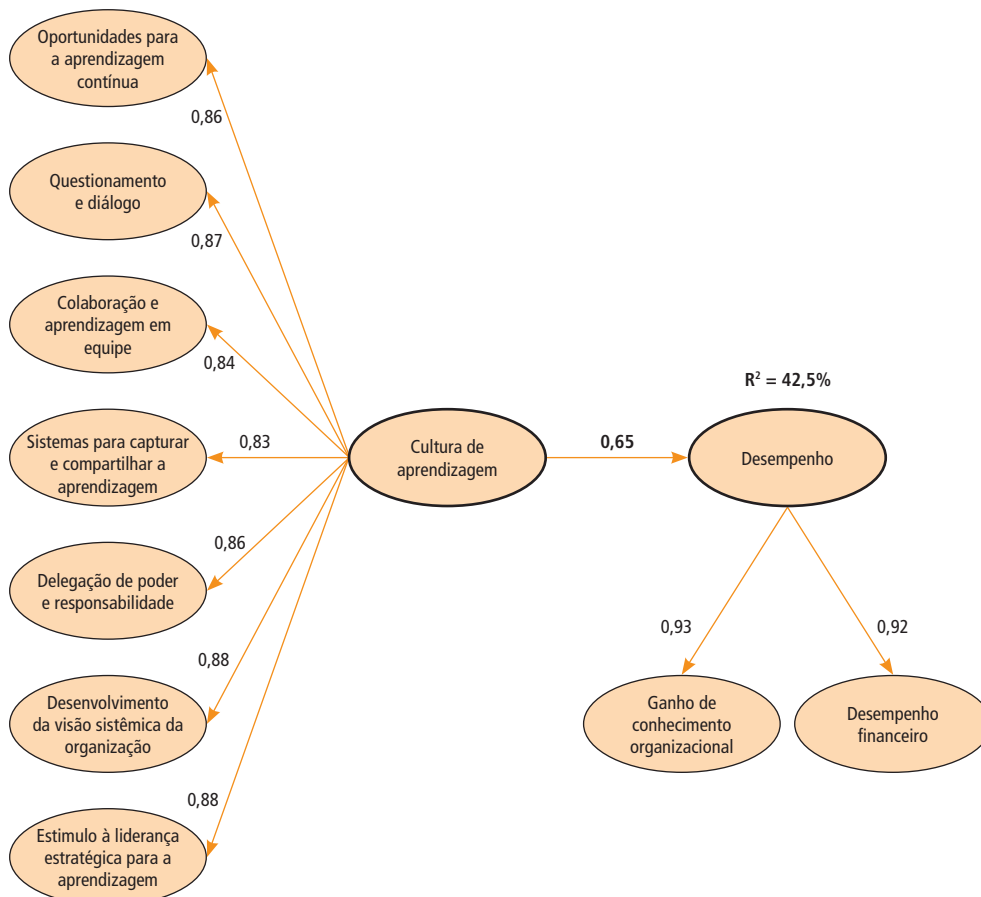 Oportunidades para
a aprendizagem
contínua
0,86
Questionamento
e diálogo
0,87
Colaboração e
aprendizagem em
equipe
0,84
Sistemas para capturar
e compartilhar a
aprendizagem
0,83
Cultura de
aprendizagem
0,65
R² = 42,5%
Desempenho
Delegação de poder
e responsabilidade
0,86
Desenvolvimento
da visão sistêmica da
organização
0,88
Estimulo à liderança
estratégica para a
aprendizagem
0,88
0,93
0,92
Ganho de
conhecimento
organizacional
Desempenho
financeiro